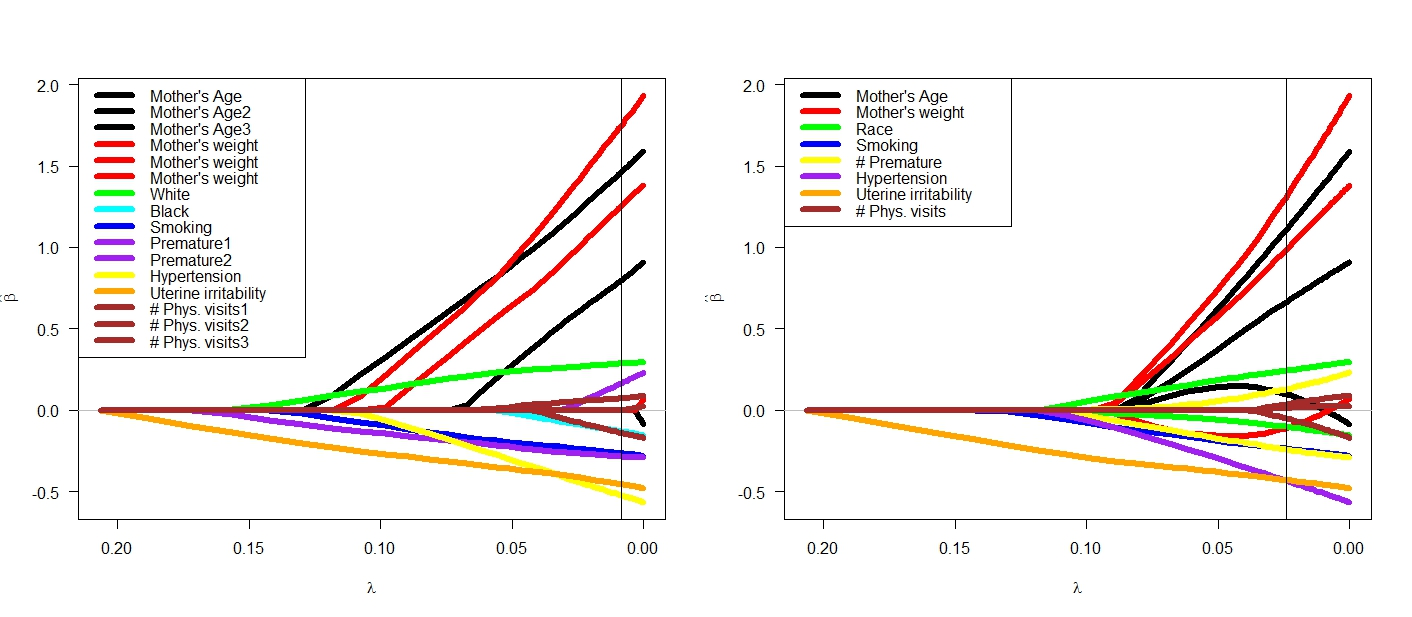 2.0
1.5
1.0
0.5
0.0
-0.5
β̂
Mother's Age
Mother's Age2
Mother's Age3
Mother's weight
Mother's weight
Mother's weight
White
Black
Smoking
Premature1
Premature2
Hypertension
Uterine irritability
# Phys. visits1
# Phys. visits2
# Phys. visits3
0.20 0.15 0.10 0.05 0.00
λ
2.0
1.5
1.0
0.5
0.0
-0.5
β̂
Mother's Age
Mother's weight
Race
Smoking
# Premature
Hypertension
Uterine irritability
# Phys. visits
0.20 0.15 0.10 0.05 0.00
λ